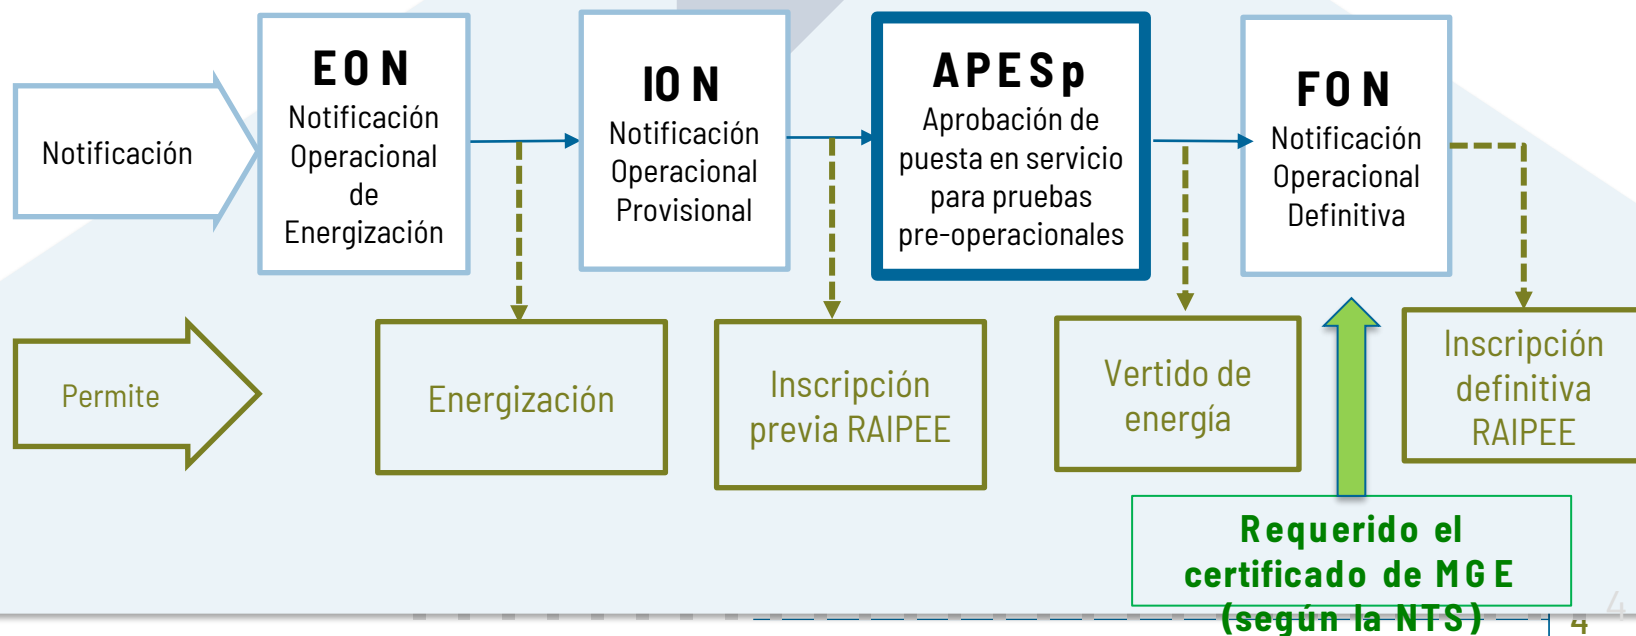 Notificación
EON
Notificación
Operacional
de
Energización
ION
Notificación
Operacional
Provisional
APESp
Aprobación de
puesta en servicio
para pruebas
pre-operacionales
FON
Notificación
Operacional
Definitiva
Permite
Energización
Inscripción
previa RAIPEE
Vertido de
energía
Inscripción
definitiva
RAIPEE
Requerido el
certificado de MGE
(según la NTS)
4
4